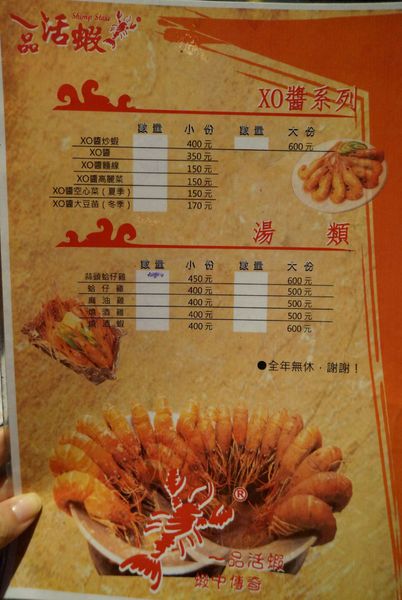 Shrimp Store
一品活蝦
XO醬系列
數量 小份 數量 大份
XO醬炒蝦 400元 600元
XO醬 350元
XO醬麵線 150元
XO醬高麗菜 150元
XO醬空心菜（夏季） 150元
XO醬大豆苗（冬季） 170元
湯 類
數量 小份 數量 大份
蒜頭蛤仔雞 450元 600元
蛤仔雞 400元 500元
麻油雞 400元 500元
燒酒雞 400元 500元
燒酒蝦 400元 600元
●全年無休．謝謝！
®
一品活蝦
蝦中傳奇